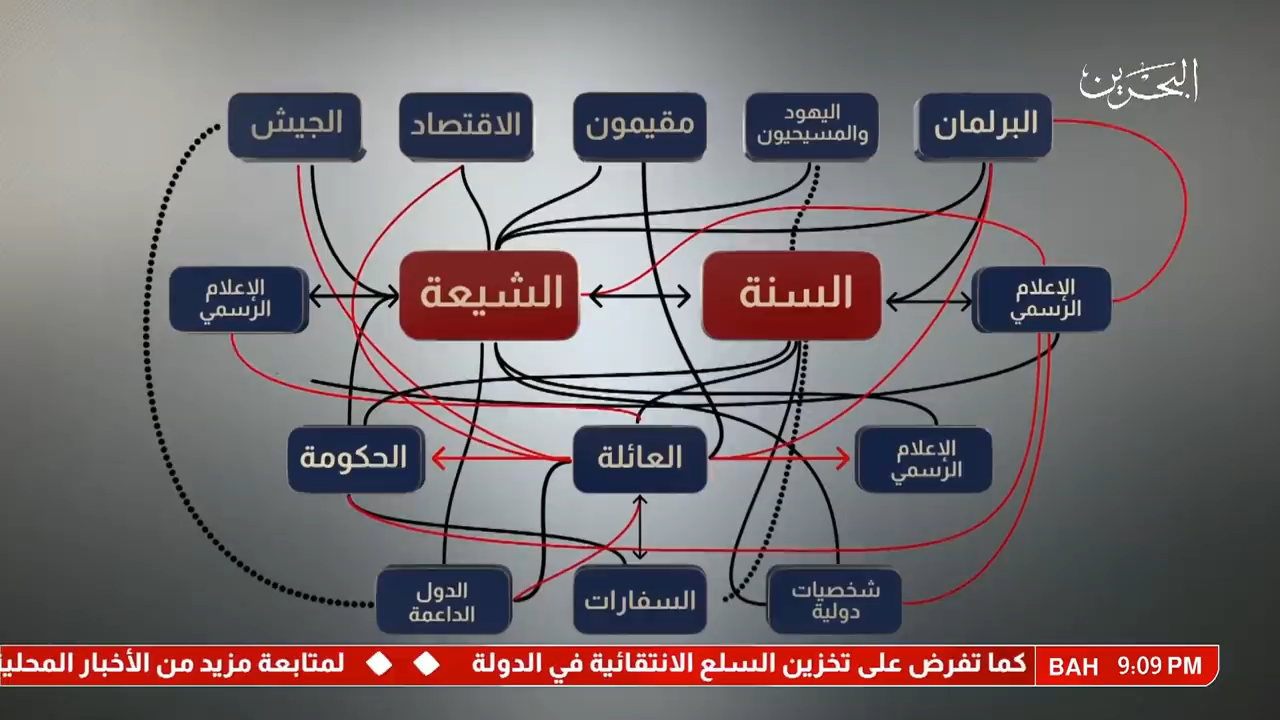 البحرين
البرلمان
اليهود
والمسيحيون
مقيمون
الاقتصاد
الجيش
الإعلام
الرسمي
السنة
الشيعة
الإعلام
الرسمي
الإعلام
الرسمي
العائلة
الحكومة
شخصيات
دولية
السفارات
الدول
الداعمة
BAH 9:09 PM
كما تفرض على تخزين السلع الانتقائية في الدولة ◆ ◆ لمتابعة مزيد من الأخبار المحلية